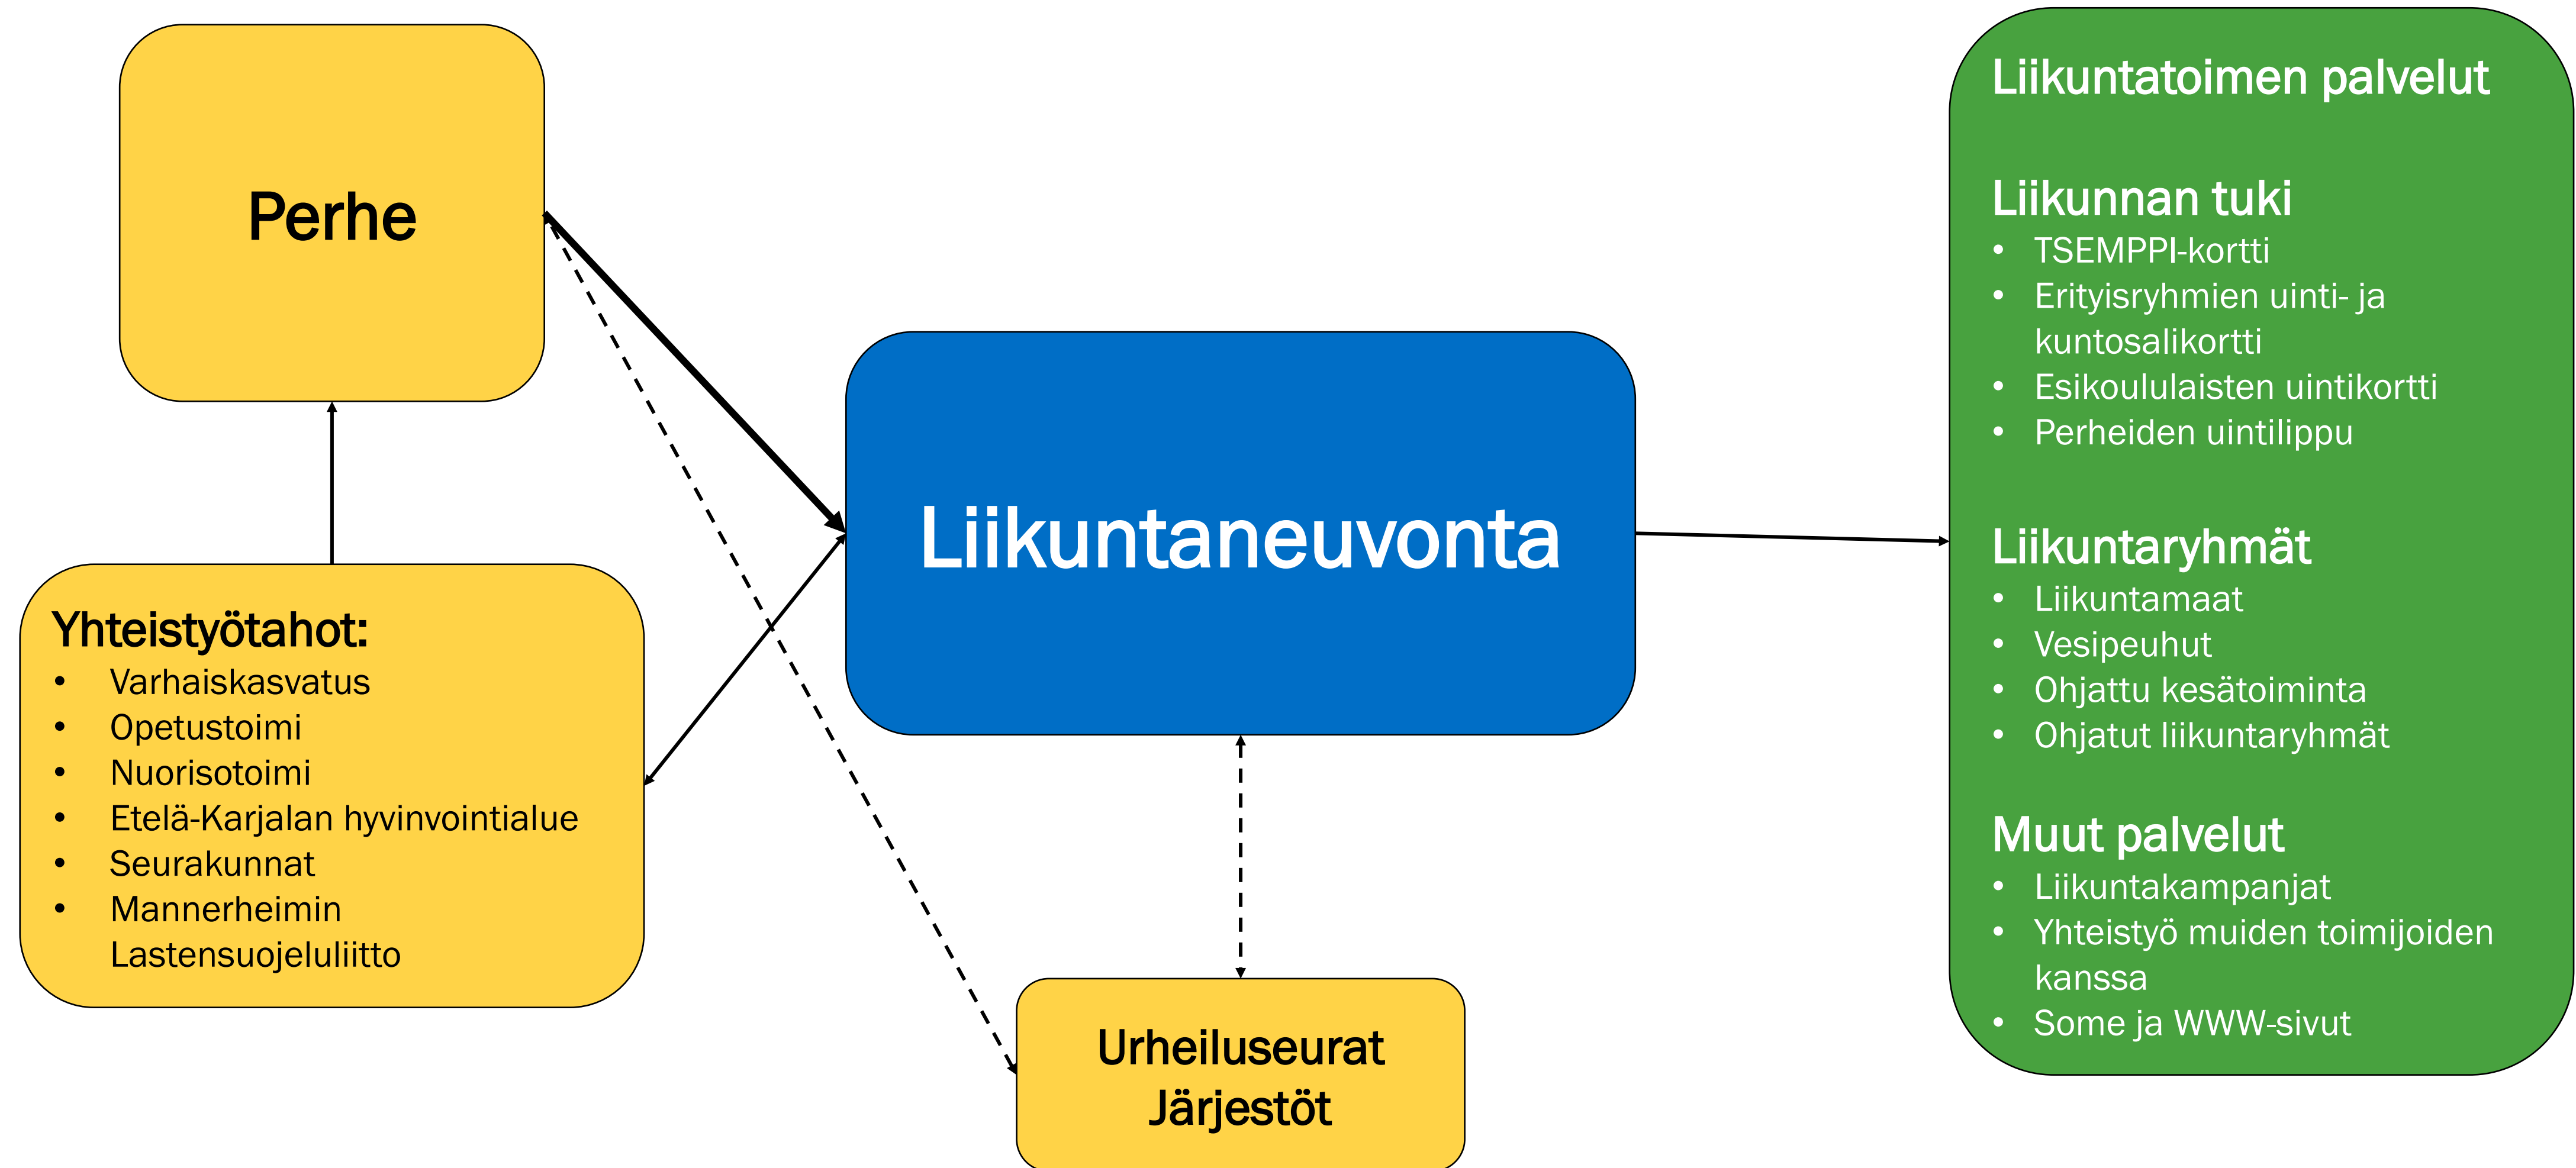 Perhe
Yhteistyötahot:
• Varhaiskasvatus
• Opetustoimi
• Nuorisotoimi
• Etelä-Karjalan hyvinvointialue
• Seurakunnat
• Mannerheimin
Lastensuojeluliitto
Liikuntaneuvonta
Urheiluseurat
Järjestöt
Liikuntatoimen palvelut
Liikunnan tuki
• TSEMPPI-kortti
• Erityisryhmien uinti- ja
kuntosalikortti
• Esikoululaisten uintikortti
• Perheiden uintilippu
Liikuntaryhmät
• Liikuntamaat
• Vesipeuhut
• Ohjattu kesätoiminta
• Ohjatut liikuntaryhmät
Muut palvelut
• Liikuntakampanjat
• Yhteistyö muiden toimijoiden
kanssa
• Some ja WWW-sivut